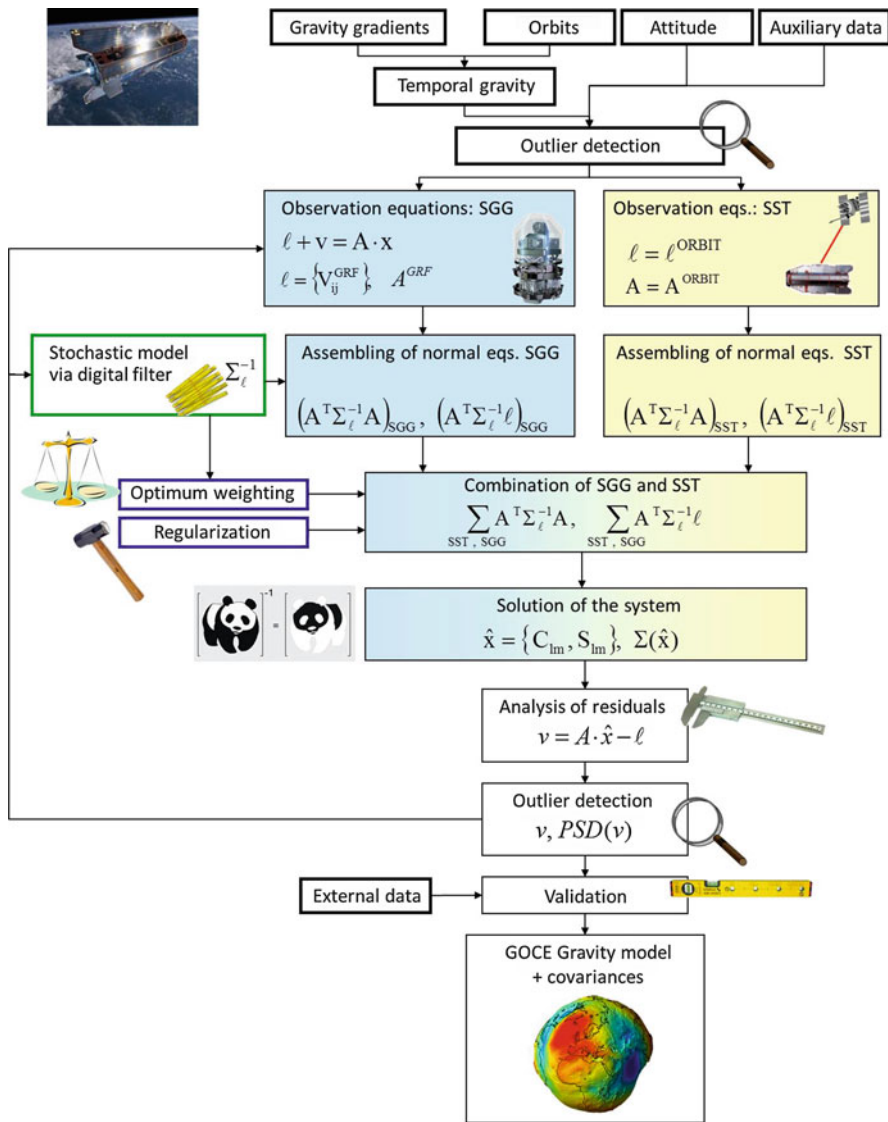 Gravity gradients
Orbits
Attitude
Auxiliary data
Temporal gravity
Outlier detection
Observation equations: SGG
ℓ + v = A · x
ℓ = {V_ij^GRF}, A^GRF
Observation eqs.: SST
ℓ = ℓ^ORBIT
A = A^ORBIT
Stochastic model
via digital filter
Σ_ℓ^-1
Assembling of normal eqs. SGG
(A^T Σ_ℓ^-1 A)_SGG , (A^T Σ_ℓ^-1 ℓ)_SGG
Assembling of normal eqs. SST
(A^T Σ_ℓ^-1 A)_SST , (A^T Σ_ℓ^-1 ℓ)_SST
Optimum weighting
Regularization
Combination of SGG and SST
∑_{SST , SGG} A^T Σ_ℓ^-1 A, ∑_{SST , SGG} A^T Σ_ℓ^-1 ℓ
-1
=
Solution of the system
x̂ = {C_lm , S_lm}, Σ(x̂)
Analysis of residuals
v = A · x̂ − ℓ
Outlier detection
v, PSD(v)
External data
Validation
GOCE Gravity model
+ covariances